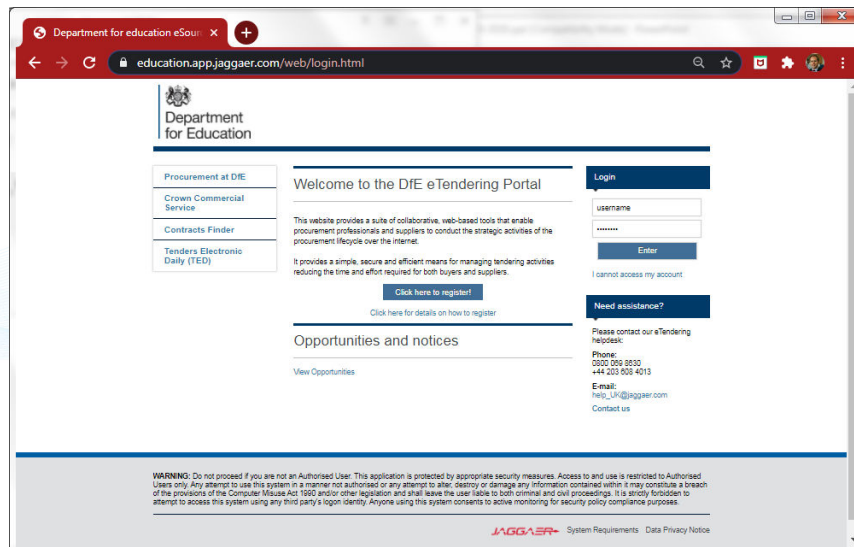 Department for education eSour
education.app.jaggaer.com/web/login.html
Department
for Education
Procurement at DfE
Crown Commercial
Service
Contracts Finder
Tenders Electronic
Daily (TED)
Welcome to the DfE eTendering Portal
This website provides a suite of collaborative, web-based tools that enable
procurement professionals and suppliers to conduct the strategic activities of the
procurement lifecycle over the internet.
It provides a simple, secure and efficient means for managing tendering activities
reducing the time and effort required for both buyers and suppliers.
Click here to register!
Click here for details on how to register
Opportunities and notices
View Opportunities
Login
username
••••••••
Enter
I cannot access my account
Need assistance?
Please contact our eTendering
helpdesk:
Phone:
0800 069 8630
+44 203 608 4013
E-mail:
help_UK@jaggaer.com
Contact us
WARNING: Do not proceed if you are not an Authorised User. This application is protected by appropriate security measures. Access to and use is restricted to Authorised
Users only. Any attempt to use this system in a manner not authorised or any attempt to alter, destroy or damage any information contained within it may constitute a breach
of the provisions of the Computer Misuse Act 1990 and/or other legislation and shall leave the user liable to both criminal and civil proceedings. It is strictly forbidden to
attempt to access this system using any third party's logon identity. Anyone using this system consents to active monitoring for security policy compliance purposes.
JAGGAER System Requirements Data Privacy Notice